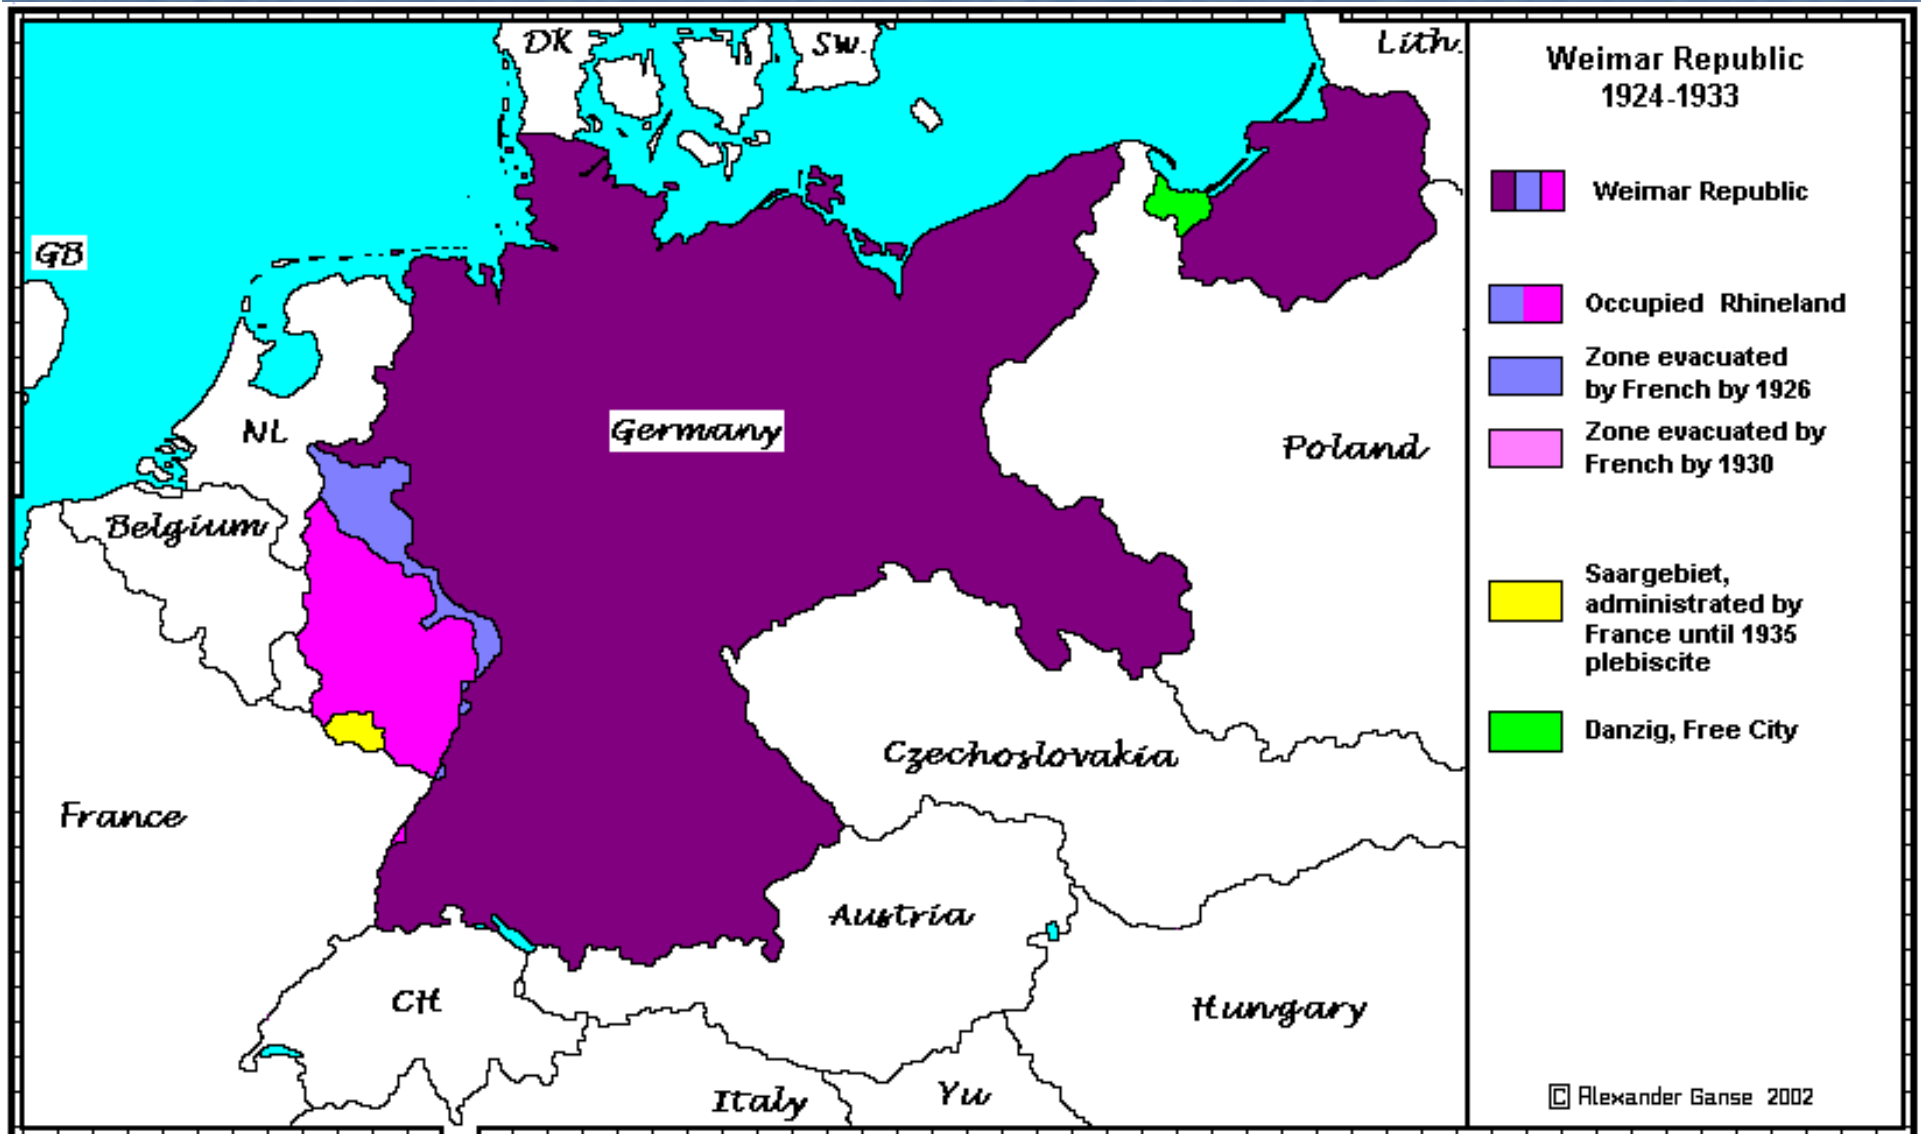 DK
Sw.
Lith.
GB
NL
Germany
Poland
Belgium
Czechoslovakia
France
Austria
CH
Hungary
Italy
Yu
Weimar Republic
1924-1933
Weimar Republic
Occupied Rhineland
Zone evacuated
by French by 1926
Zone evacuated by
French by 1930
Saargebiet,
administrated by
France until 1935
plebiscite
Danzig, Free City
© Alexander Ganse 2002